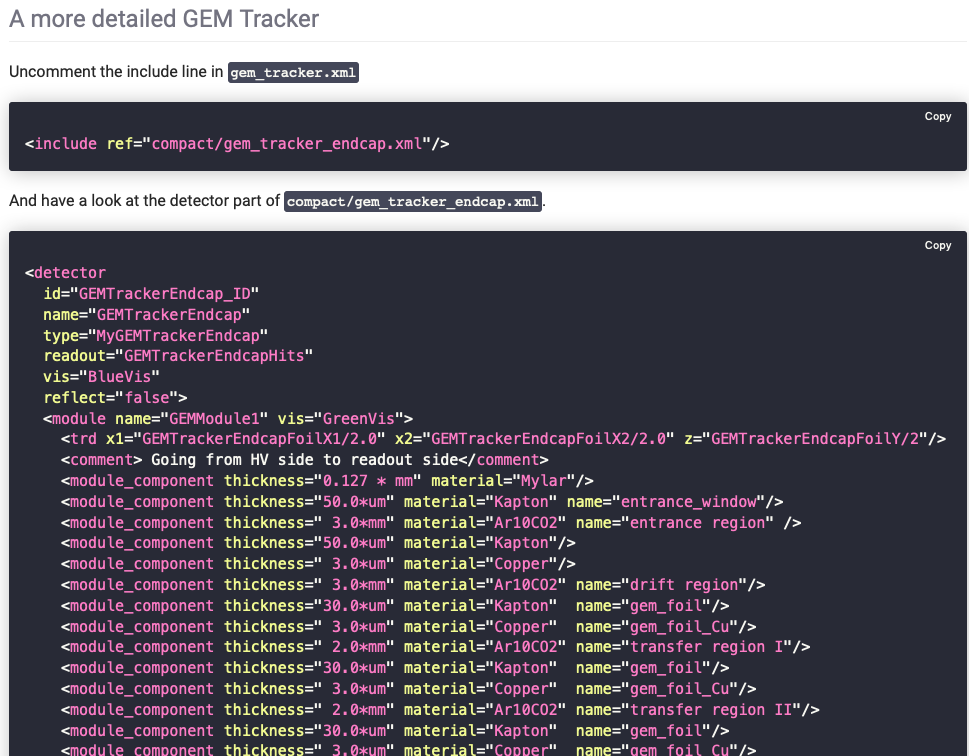 A more detailed GEM Tracker
Uncomment the include line in gem_tracker.xml
Copy
<include ref="compact/gem_tracker_endcap.xml"/>
And have a look at the detector part of compact/gem_tracker_endcap.xml.
Copy
<detector
  id="GEMTrackerEndcap_ID"
  name="GEMTrackerEndcap"
  type="MyGEMTrackerEndcap"
  readout="GEMTrackerEndcapHits"
  vis="BlueVis"
  reflect="false">
  <module name="GEMModule1" vis="GreenVis">
    <trd x1="GEMTrackerEndcapFoilX1/2.0" x2="GEMTrackerEndcapFoilX2/2.0" z="GEMTrackerEndcapFoilY/2"/>
    <comment> Going from HV side to readout side</comment>
    <module_component thickness="0.127 * mm" material="Mylar"/>
    <module_component thickness="50.0*um" material="Kapton" name="entrance_window"/>
    <module_component thickness=" 3.0*mm" material="Ar10CO2" name="entrance region" />
    <module_component thickness="50.0*um" material="Kapton"/>
    <module_component thickness=" 3.0*um" material="Copper"/>
    <module_component thickness=" 3.0*mm" material="Ar10CO2" name="drift region"/>
    <module_component thickness="30.0*um" material="Kapton"  name="gem_foil"/>
    <module_component thickness=" 3.0*um" material="Copper"  name="gem_foil_Cu"/>
    <module_component thickness=" 2.0*mm" material="Ar10CO2" name="transfer region I"/>
    <module_component thickness="30.0*um" material="Kapton"  name="gem_foil"/>
    <module_component thickness=" 3.0*um" material="Copper"  name="gem_foil_Cu"/>
    <module_component thickness=" 2.0*mm" material="Ar10CO2" name="transfer region II"/>
    <module_component thickness="30.0*um" material="Kapton"  name="gem_foil"/>
    <module_component thickness=" 3.0*um" material="Copper"  name="gem_foil_Cu"/>